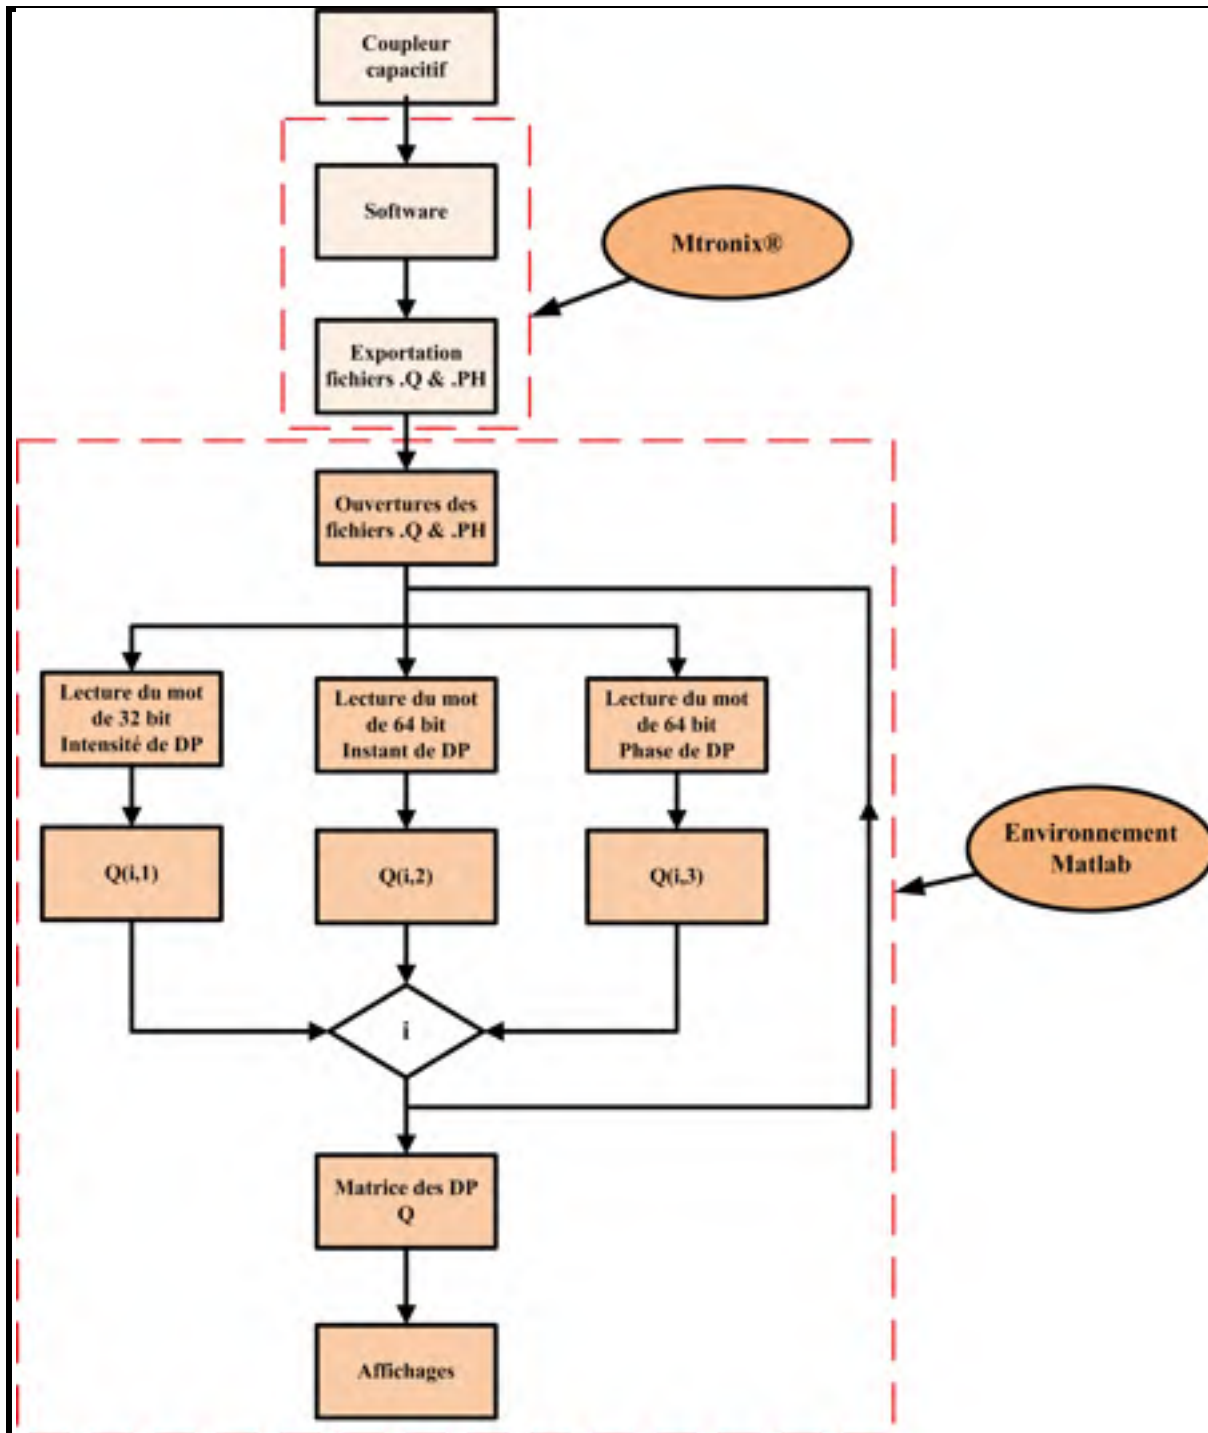 Coupleur
capacitif
Software
Mtronix®
Exportation
fichiers .Q & .PH
Ouvertures des
fichiers .Q & .PH
Lecture du mot
de 32 bit
Intensité de DP
Lecture du mot
de 64 bit
Instant de DP
Lecture du mot
de 64 bit
Phase de DP
Q(i,1)
Q(i,2)
Q(i,3)
Environnement
Matlab
i
Matrice des DP
Q
Affichages